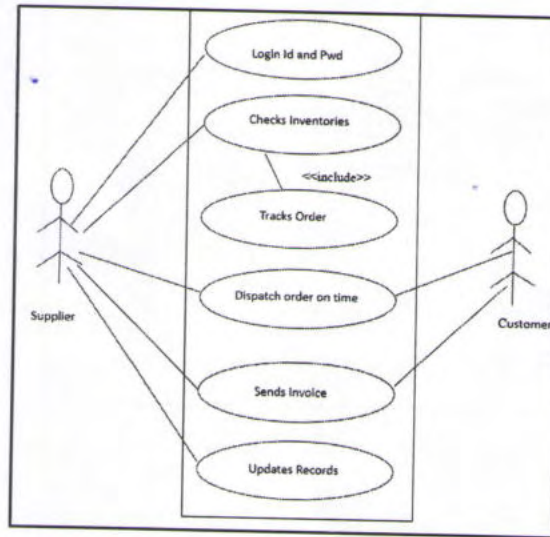 Login Id and Pwd
Checks Inventories
<<include>>
Tracks Order
Dispatch order on time
Supplier
Customer
Sends Invoice
Updates Records